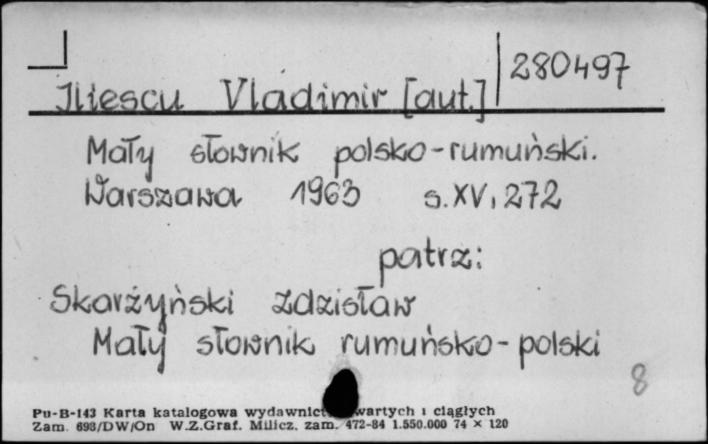 280497
Iliescu Vladimir [aut.]
Mały słownik polsko-rumuński.
Warszawa 1963 s. XV, 272
patrz:
Skarżyński Zdzisław
Mały słownik rumuńsko-polski
8
Pu-B-143 Karta katalogowa wydawnict wartych i ciągłych
Zam. 693/DW/On W.Z.Graf. Milicz, zam. 472-84 1.550.000 74 × 120